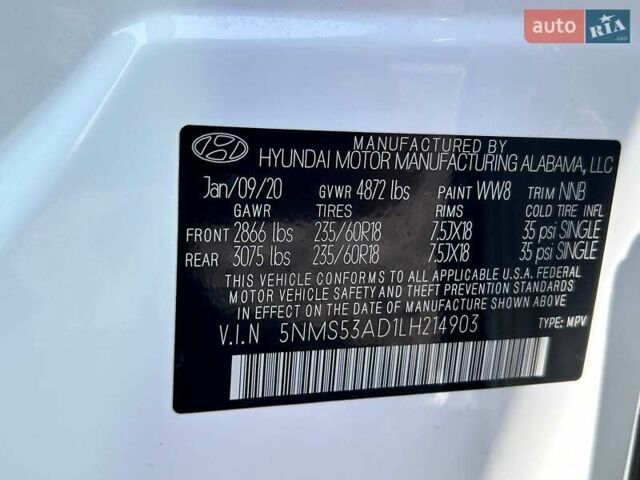 auto RIA.com
MANUFACTURED BY
HYUNDAI MOTOR MANUFACTURING ALABAMA, LLC
Jan/09/20 GVWR 4872 lbs PAINT WW8 TRIM NNB
GAWR TIRES RIMS COLD TIRE INFL
FRONT 2866 lbs 235/60R18 7.5JX18 35 psi SINGLE
REAR 3075 lbs 235/60R18 7.5JX18 35 psi SINGLE
THIS VEHICLE CONFORMS TO ALL APPLICABLE U.S.A. FEDERAL
MOTOR VEHICLE SAFETY AND THEFT PREVENTION STANDARDS
IN EFFECT ON THE DATE OF MANUFACTURE SHOWN ABOVE.
V.I.N 5NMS53AD1LH214903 TYPE: MPV